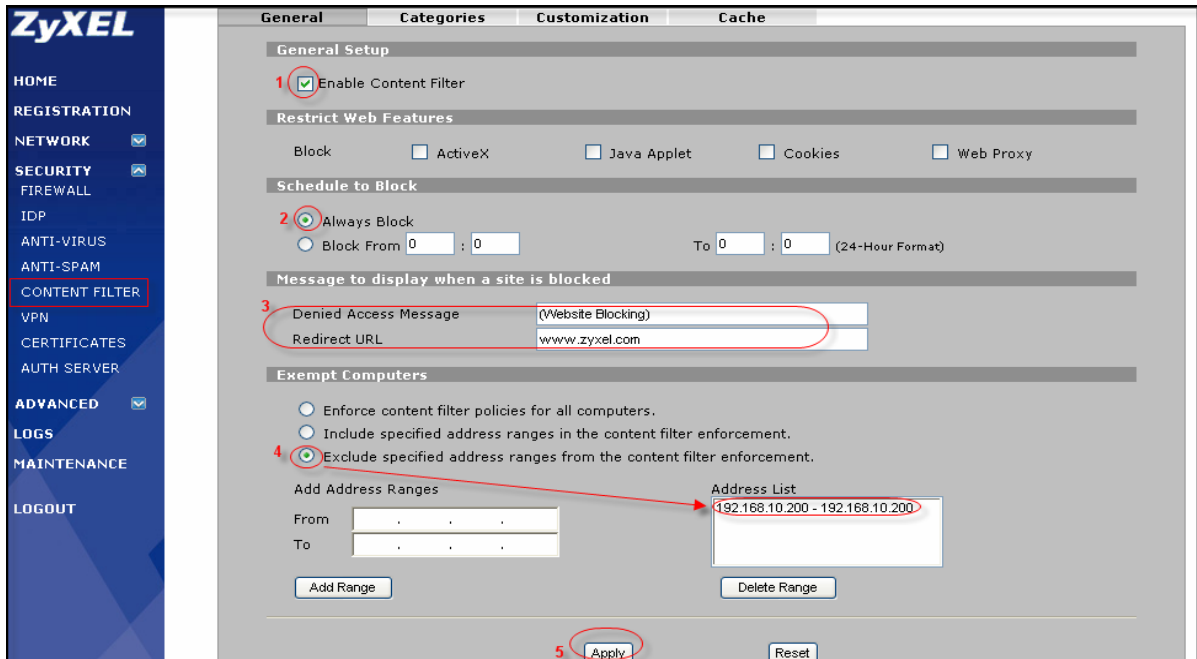 ZyXEL
HOME
REGISTRATION
NETWORK
SECURITY
FIREWALL
IDP
ANTI-VIRUS
ANTI-SPAM
CONTENT FILTER
VPN
CERTIFICATES
AUTH SERVER
ADVANCED
LOGS
MAINTENANCE
LOGOUT
General Categories Customization Cache
General Setup
1 Enable Content Filter
Restrict Web Features
Block ActiveX Java Applet Cookies Web Proxy
Schedule to Block
2 Always Block
Block From 0 : 0 To 0 : 0 (24-Hour Format)
Message to display when a site is blocked
3 Denied Access Message (Website Blocking)
Redirect URL www.zyxel.com
Exempt Computers
Enforce content filter policies for all computers.
Include specified address ranges in the content filter enforcement.
4 Exclude specified address ranges from the content filter enforcement.
Add Address Ranges Address List
From . . . 192.168.10.200 - 192.168.10.200
To . . .
Add Range Delete Range
5 Apply Reset